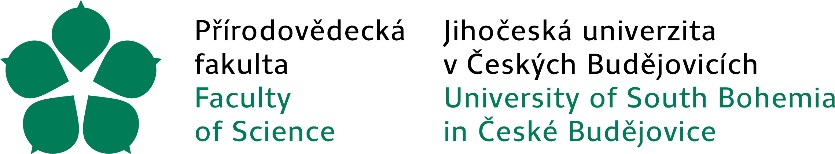 Přírodovědecká
fakulta
Faculty
of Science
Jihočeská univerzita
v Českých Budějovicích
University of South Bohemia
in České Budějovice